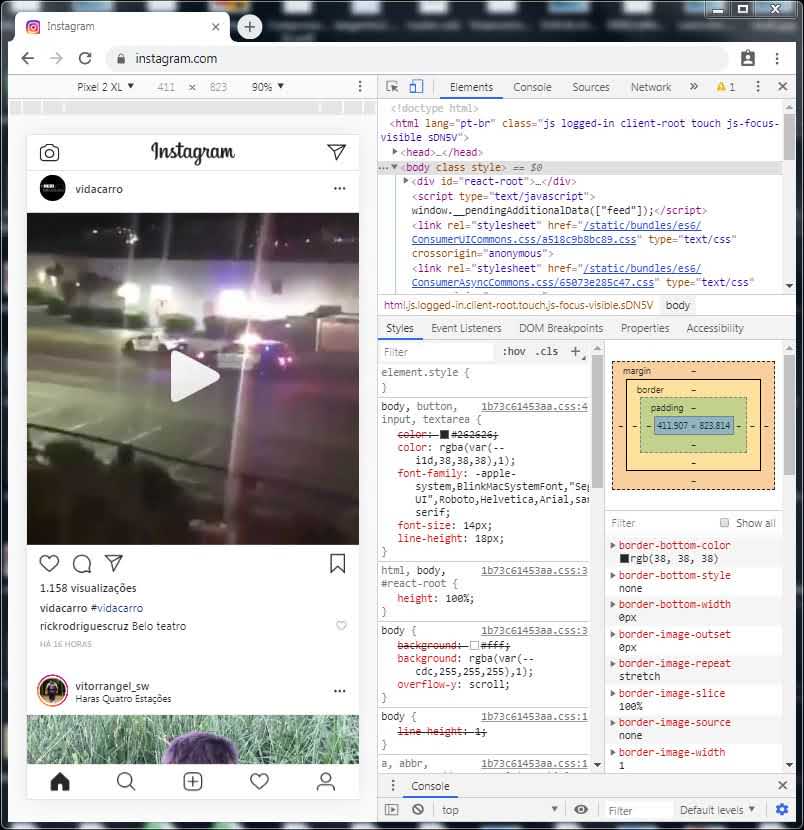 Instagram
instagram.com
Pixel 2 XL ▼ 411 × 823 90% ▼
Elements Console Sources Network » 1
<!doctype html>
<html lang="pt-br" class="js logged-in client-root touch js-focus-
visible sDN5V">
<head>…</head>
<body class style> == $0
<div id="react-root">…</div>
<script type="text/javascript">
window.__pendingAdditionalData(["feed"]);</script>
<link rel="stylesheet" href="/static/bundles/es6/
ConsumerUICommons.css/a518c9b8bc89.css" type="text/css"
crossorigin="anonymous">
<link rel="stylesheet" href="/static/bundles/es6/
ConsumerAsyncCommons.css/65073e285c47.css" type="text/css"
html.js.logged-in.client-root.touch.js-focus-visible.sDN5V body
Instagram
vidacarro
1.158 visualizações
vidacarro #vidacarro
rickrodriguescruz Belo teatro
HÁ 16 HORAS
vitorrangel_sw
Haras Quatro Estações
Styles Event Listeners DOM Breakpoints Properties Accessibility
Filter :hov .cls +
element.style {
}
body, button, 1b73c61453aa.css:4
input, textarea {
color: #262626;
color: rgba(var(--
i1d,38,38,38),1);
font-family: -apple-
system,BlinkMacSystemFont,"Seg
UI",Roboto,Helvetica,Arial,san
serif;
font-size: 14px;
line-height: 18px;
}
html, body, 1b73c61453aa.css:3
#react-root {
height: 100%;
}
body { 1b73c61453aa.css:3
background: #fff;
background: rgba(var(--
cdc,255,255,255),1);
overflow-y: scroll;
}
body { 1b73c61453aa.css:1
line-height: 1;
}
a, abbr, 1b73c61453aa.css:1
margin –
border –
padding –
– – – 411.907 × 823.814 – – –
–
–
–
Filter Show all
border-bottom-color
rgb(38, 38, 38)
border-bottom-style
none
border-bottom-width
0px
border-image-outset
0px
border-image-repeat
stretch
border-image-slice
100%
border-image-source
none
border-image-width
1
Console
top Filter Default levels ▼